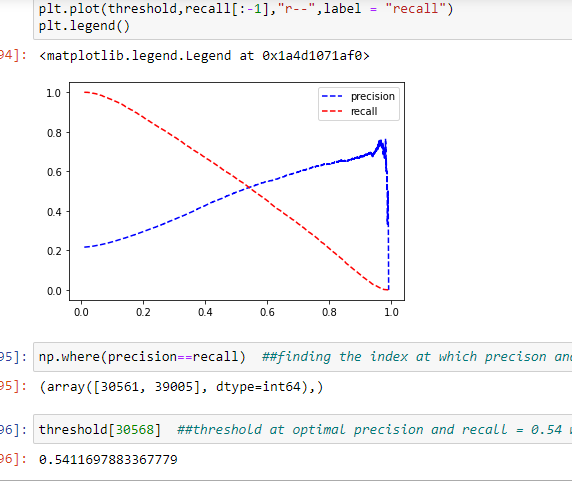 plt.plot(threshold,recall[:-1],"r--",label = "recall")
plt.legend()
94]: <matplotlib.legend.Legend at 0x1a4d1071af0>
precision
recall
1.0
0.8
0.6
0.4
0.2
0.0
0.0 0.2 0.4 0.6 0.8 1.0
95]: np.where(precision==recall) ##finding the index at which precison an
95]: (array([30561, 39005], dtype=int64),)
96]: threshold[30568] ##threshold at optimal precision and recall = 0.54
96]: 0.5411697883367779